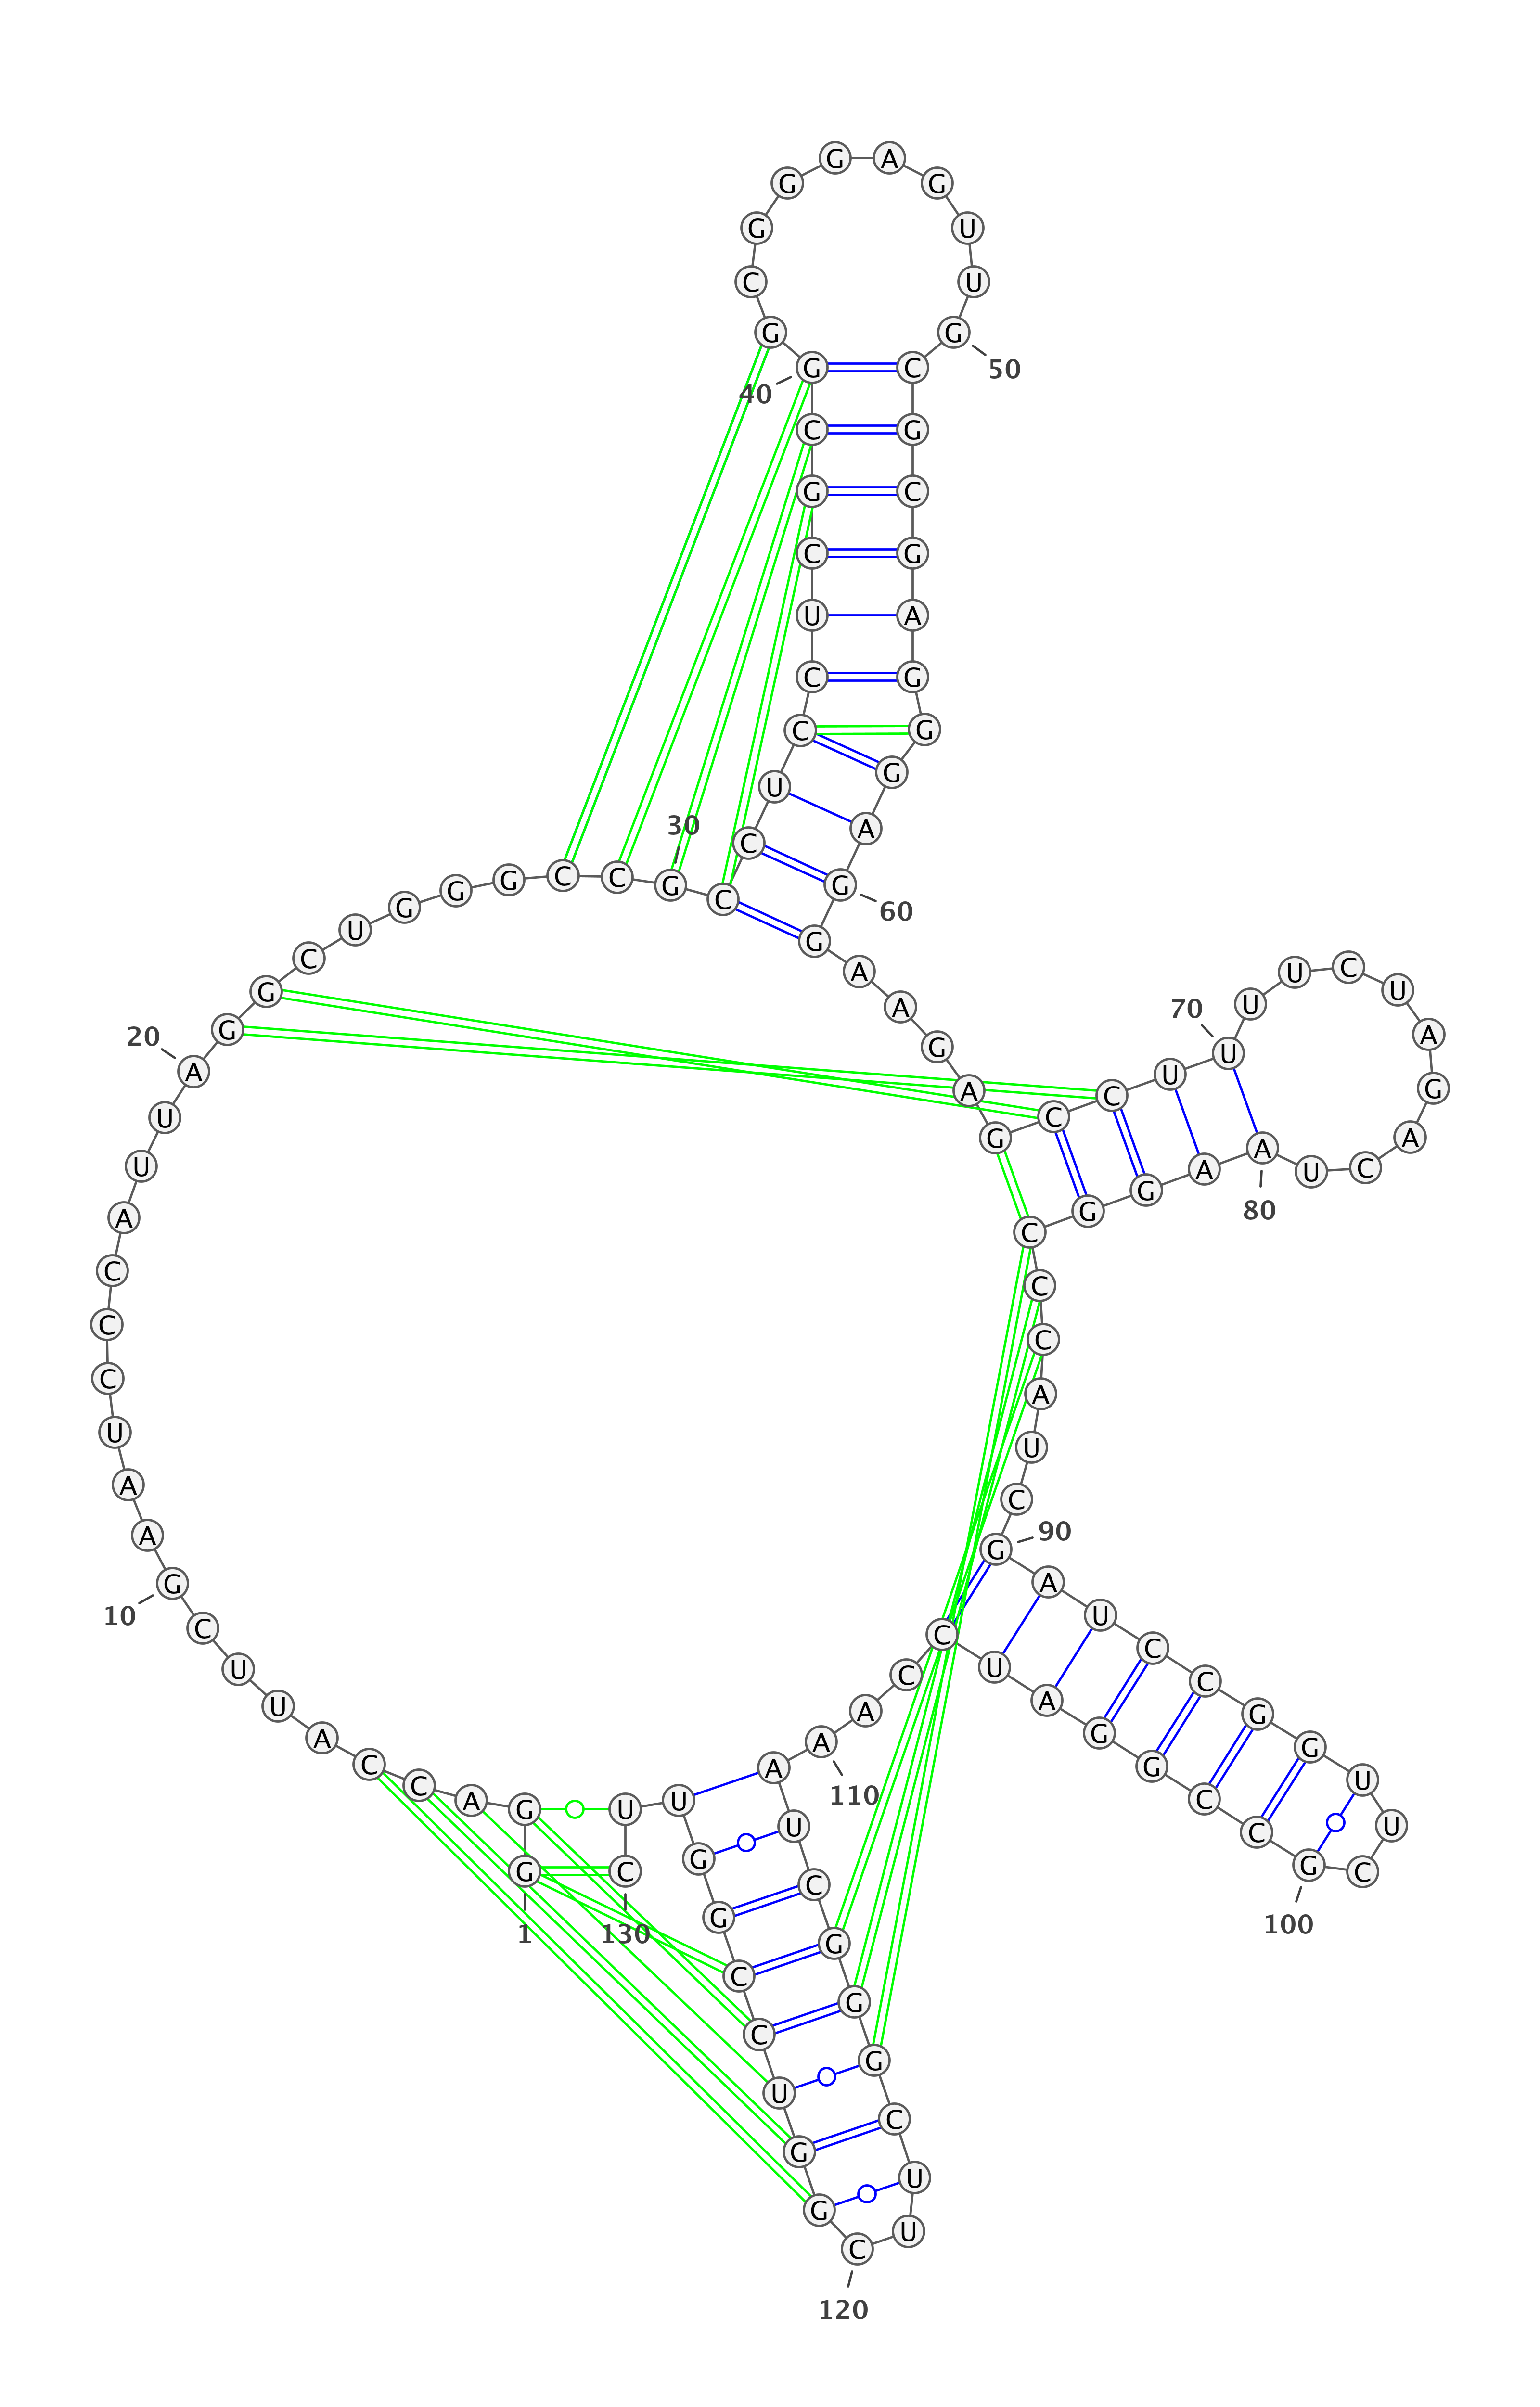 G G A C C A U U C G
A A U C C C A U U A
G G C U G G G C C G
C C U C C U C G C G
G C G G G A G U U G
C G C G A G G G A G
G A A G A G C C U U
U U C U A G A C U A
A G G C C C A U C G
A U C C G G U U C G
C C G G A U C C A A
A U C G G G C U U C
G G U C C G G U U C
1
10
20
30
40
50
60
70
80
90
100
110
120
130